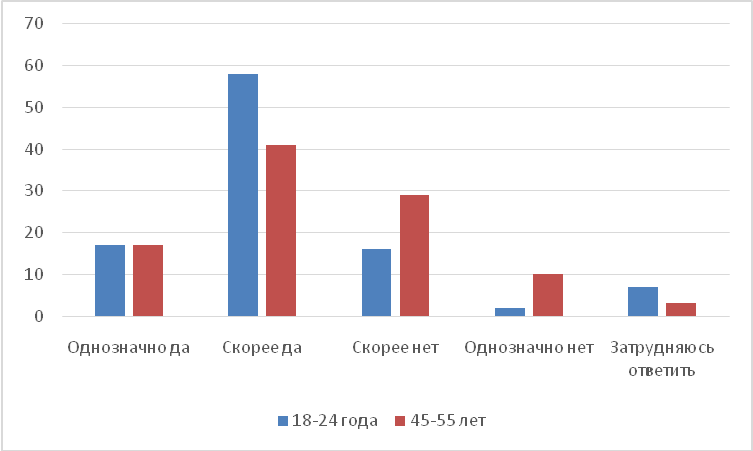 70
60
50
40
30
20
10
0
Однозначно да
Скорее да
Скорее нет
Однозначно нет
Затрудняюсь
ответить
18-24 года
45-55 лет